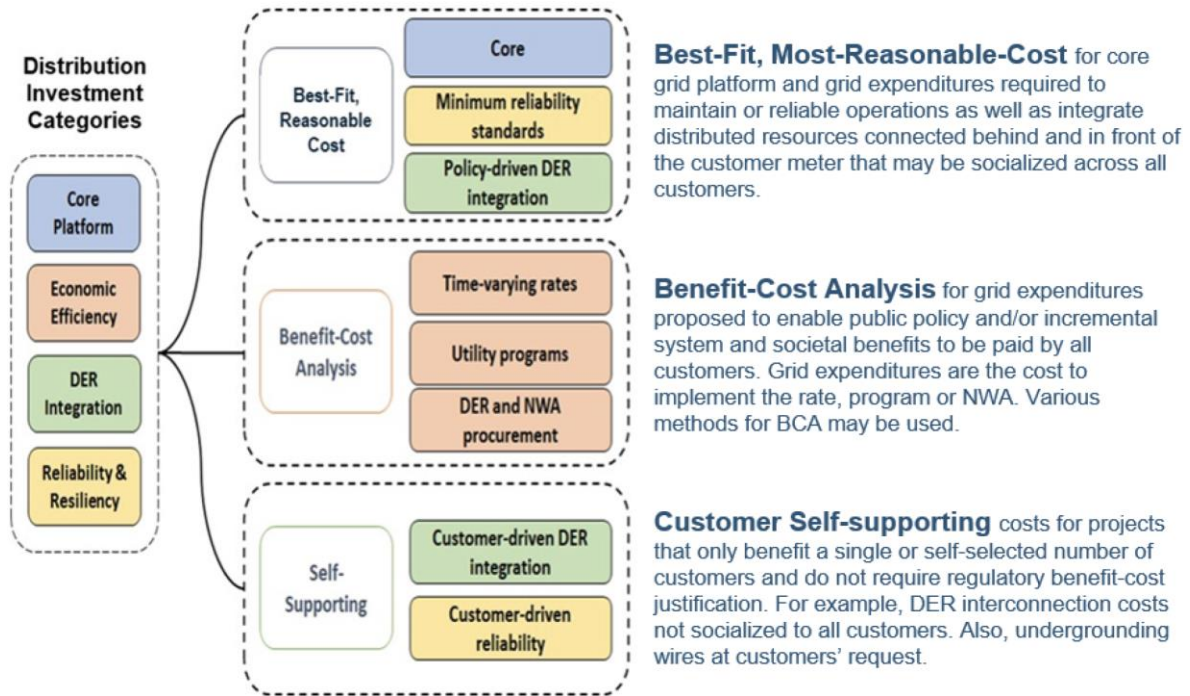 Distribution
Investment
Categories
Core
Platform
Economic
Efficiency
DER
Integration
Reliability &
Resiliency
Best-Fit,
Reasonable
Cost
Core
Minimum reliability
standards
Policy-driven DER
integration
Best-Fit, Most-Reasonable-Cost for core
grid platform and grid expenditures required to
maintain or reliable operations as well as integrate
distributed resources connected behind and in front of
the customer meter that may be socialized across all
customers.
Benefit-Cost
Analysis
Time-varying rates
Utility programs
DER and NWA
procurement
Benefit-Cost Analysis for grid expenditures
proposed to enable public policy and/or incremental
system and societal benefits to be paid by all
customers. Grid expenditures are the cost to
implement the rate, program or NWA. Various
methods for BCA may be used.
Self-
Supporting
Customer-driven DER
integration
Customer-driven
reliability
Customer Self-supporting costs for projects
that only benefit a single or self-selected number of
customers and do not require regulatory benefit-cost
justification. For example, DER interconnection costs
not socialized to all customers. Also, undergrounding
wires at customers' request.